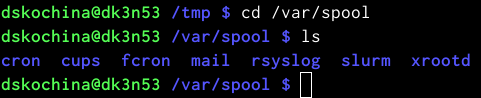 dskochina@dk3n53 /tmp $ cd /var/spool
dskochina@dk3n53 /var/spool $ ls
cron  cups  fcron  mail  rsyslog  slurm  xrootd
dskochina@dk3n53 /var/spool $